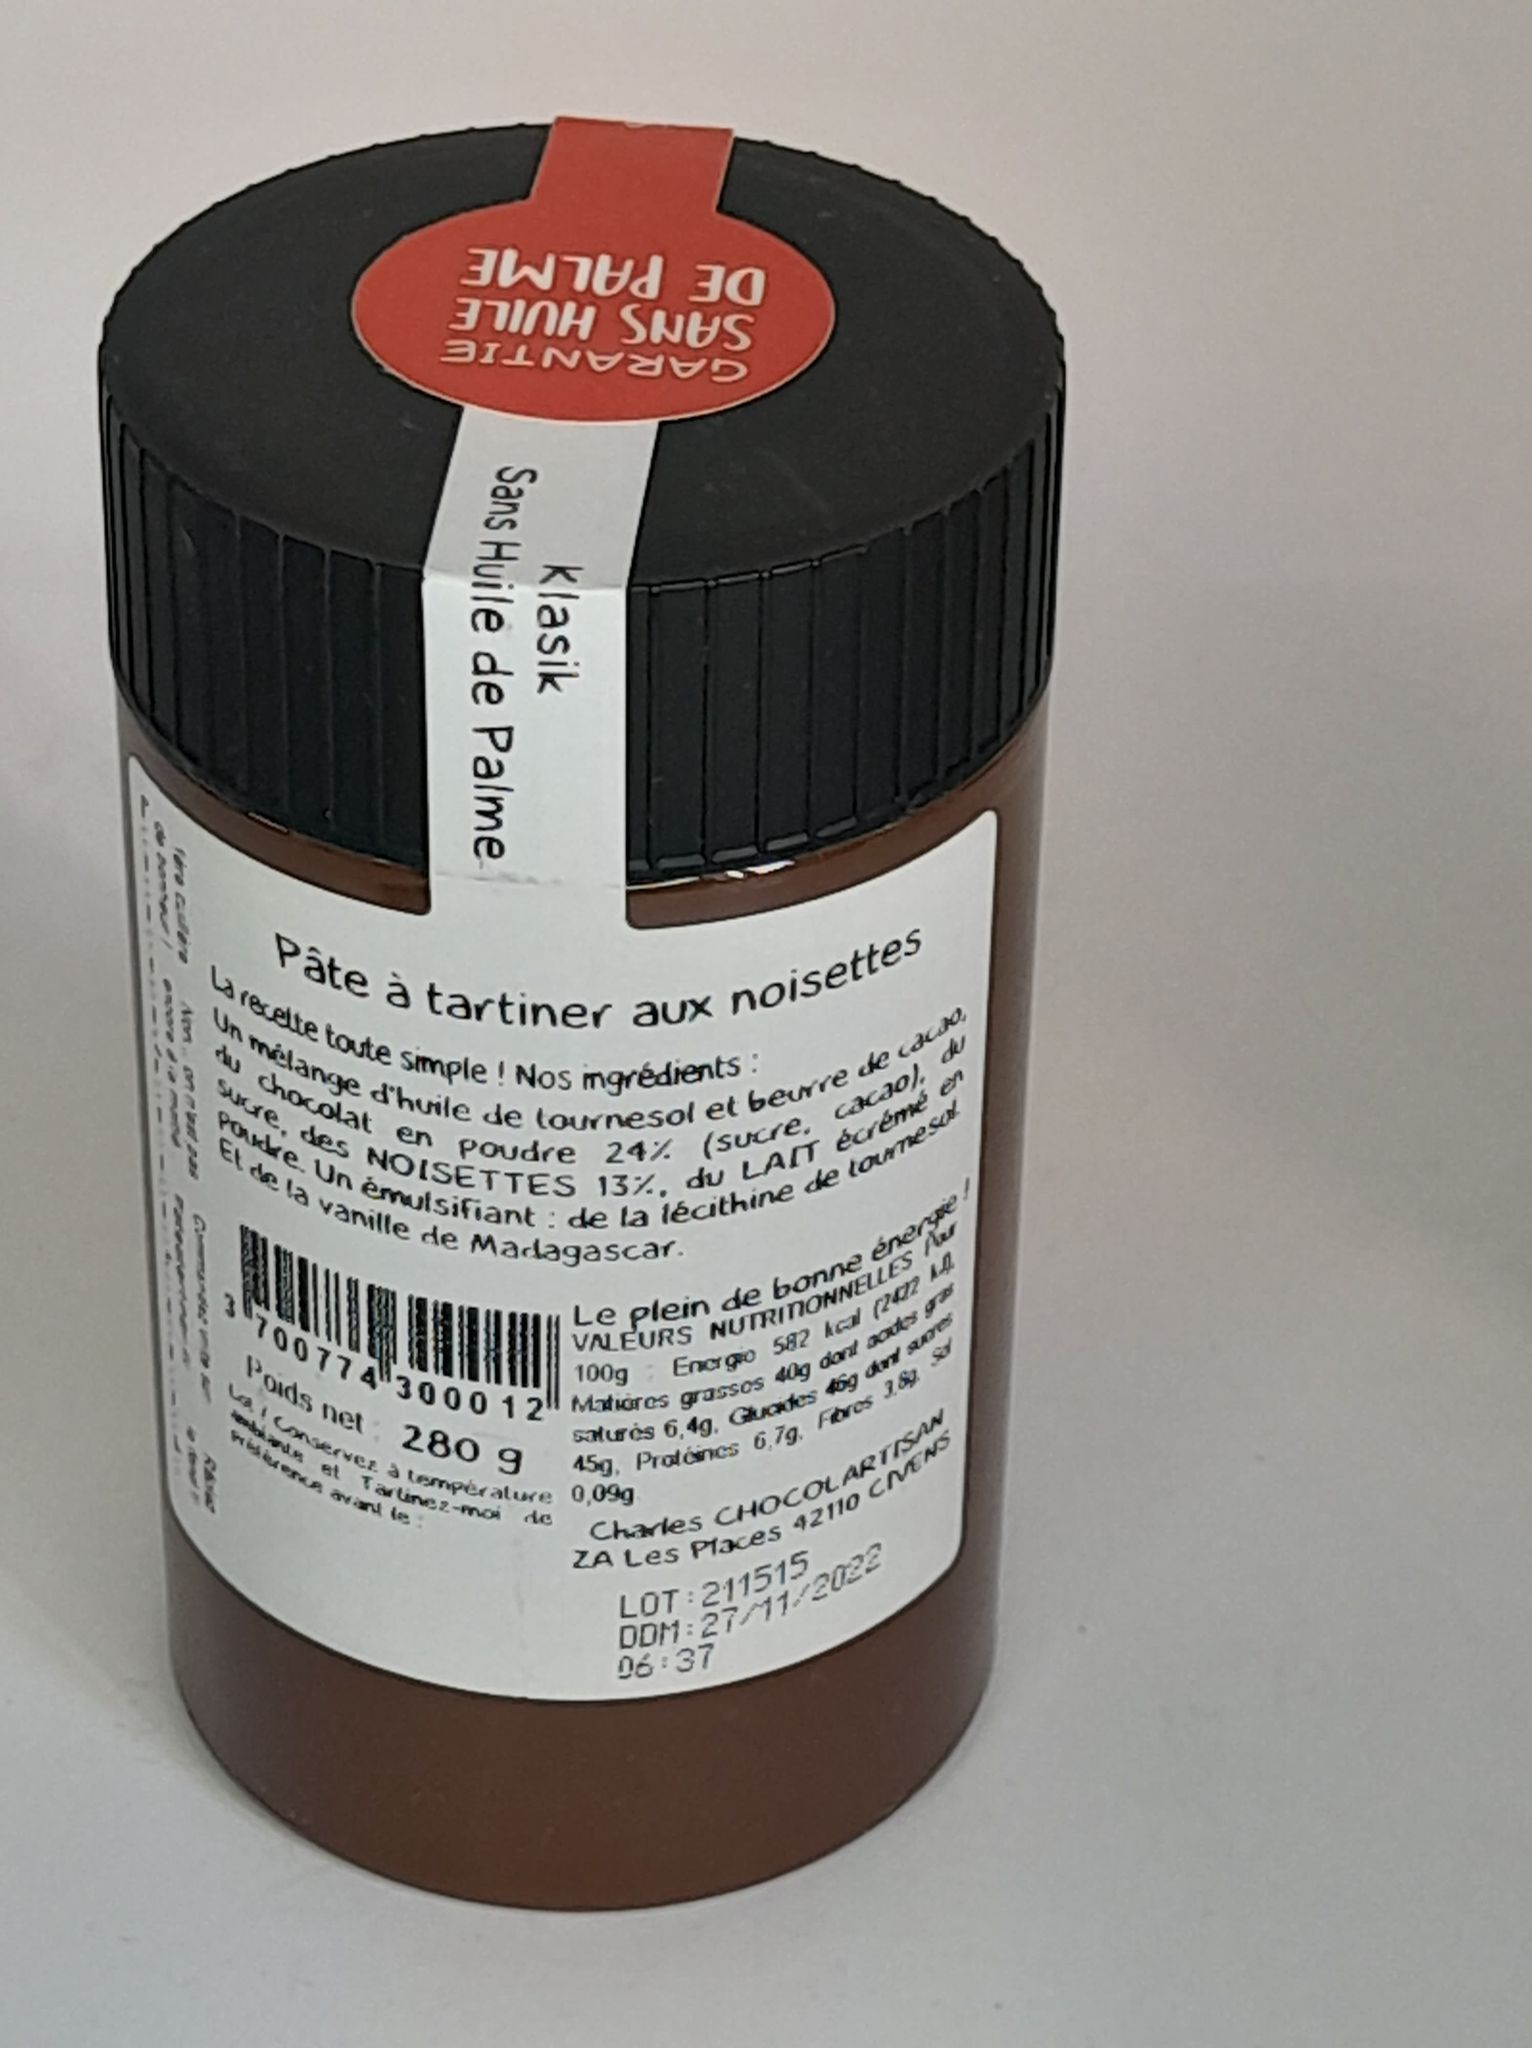 GARANTIE
SANS HUILE
DE PALME
Klasik
Sans Huile de Palme
Pâte à tartiner aux noisettes
La recette toute simple ! Nos ingrédients :
Un mélange d'huile de tournesol et beurre de cacao,
du chocolat en poudre 24% (sucre, cacao), du
sucre, des NOISETTES 13%, du LAIT écrémé en
poudre. Un émulsifiant : de la lécithine de tournesol.
Et de la vanille de Madagascar.
3 700774 300012
Poids net : 280 g
La / Conservez à température
ambiante et Tartinez-moi de
préférence avant le :
Le plein de bonne énergie !
VALEURS NUTRITIONNELLES Pour
100g : Energie 582 kcal (2422 kJ),
Matières grasses 40g dont acides gras
saturés 6,4g, Glucides 46g dont sucres
45g, Protéines 6,7g, Fibres 3,8g, Sel
0,09g
Charles CHOCOLARTISAN
ZA Les Places 42110 CIVENS
LOT:211515
DDM:27/11/2022
06:37
1ère cuillère
de bonheur !